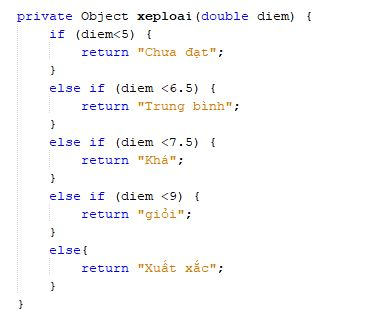 private Object xeploai(double diem) {
    if (diem<5) {
        return "Chưa đạt";
    }
    else if (diem <6.5) {
        return "Trung bình";
    }
    else if (diem <7.5) {
        return "Khá";
    }
    else if (diem <9) {
        return "giỏi";
    }
    else{
        return "Xuất xắc";
    }
}